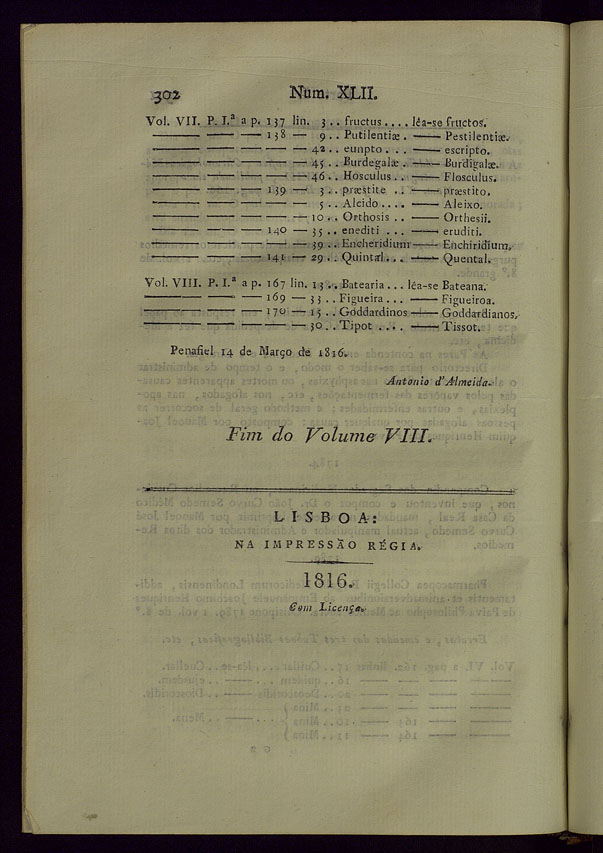 302 Num. XLII.
Vol. VII. P. I.ª a p. 137 lin. 3 .. fructus .... lêa-se fructos.
— — — — 138 — 9 .. Putilentiæ . — Pestilentiæ.
— — — — — — 42 .. eunpto ... — escripto.
— — — — — — 45 .. Burdegalæ . — Burdigalæ.
— — — — — — 46 .. Hosculus .. — Flosculus.
— — — — 139 — 3 .. præstite .. — præstito.
— — — — — — 5 .. Aleido .... — Aleixo.
— — — — — — 10 .. Orthosis .. — Orthesii.
— — — — 140 — 35 .. enediti ... — eruditi.
— — — — — — 39 .. Encheridium — Enchiridium.
— — — — 141 — 29 .. Quintal... — Quental.
Vol. VIII. P. I.ª a p. 167 lin. 13 .. Batearia ... lêa-se Bateana.
— — — — 169 — 33 .. Figueira ... — Figueiroa.
— — — — 170 — 15 .. Goddardinos — Goddardianos.
— — — — — — 30 .. Tipot .... — Tissot.
Penafiel 14 de Março de 1816.
Antonio d'Almeida.
Fim do Volume VIII.
LISBOA:
NA IMPRESSÃO RÉGIA.
1816.
Com Licença.